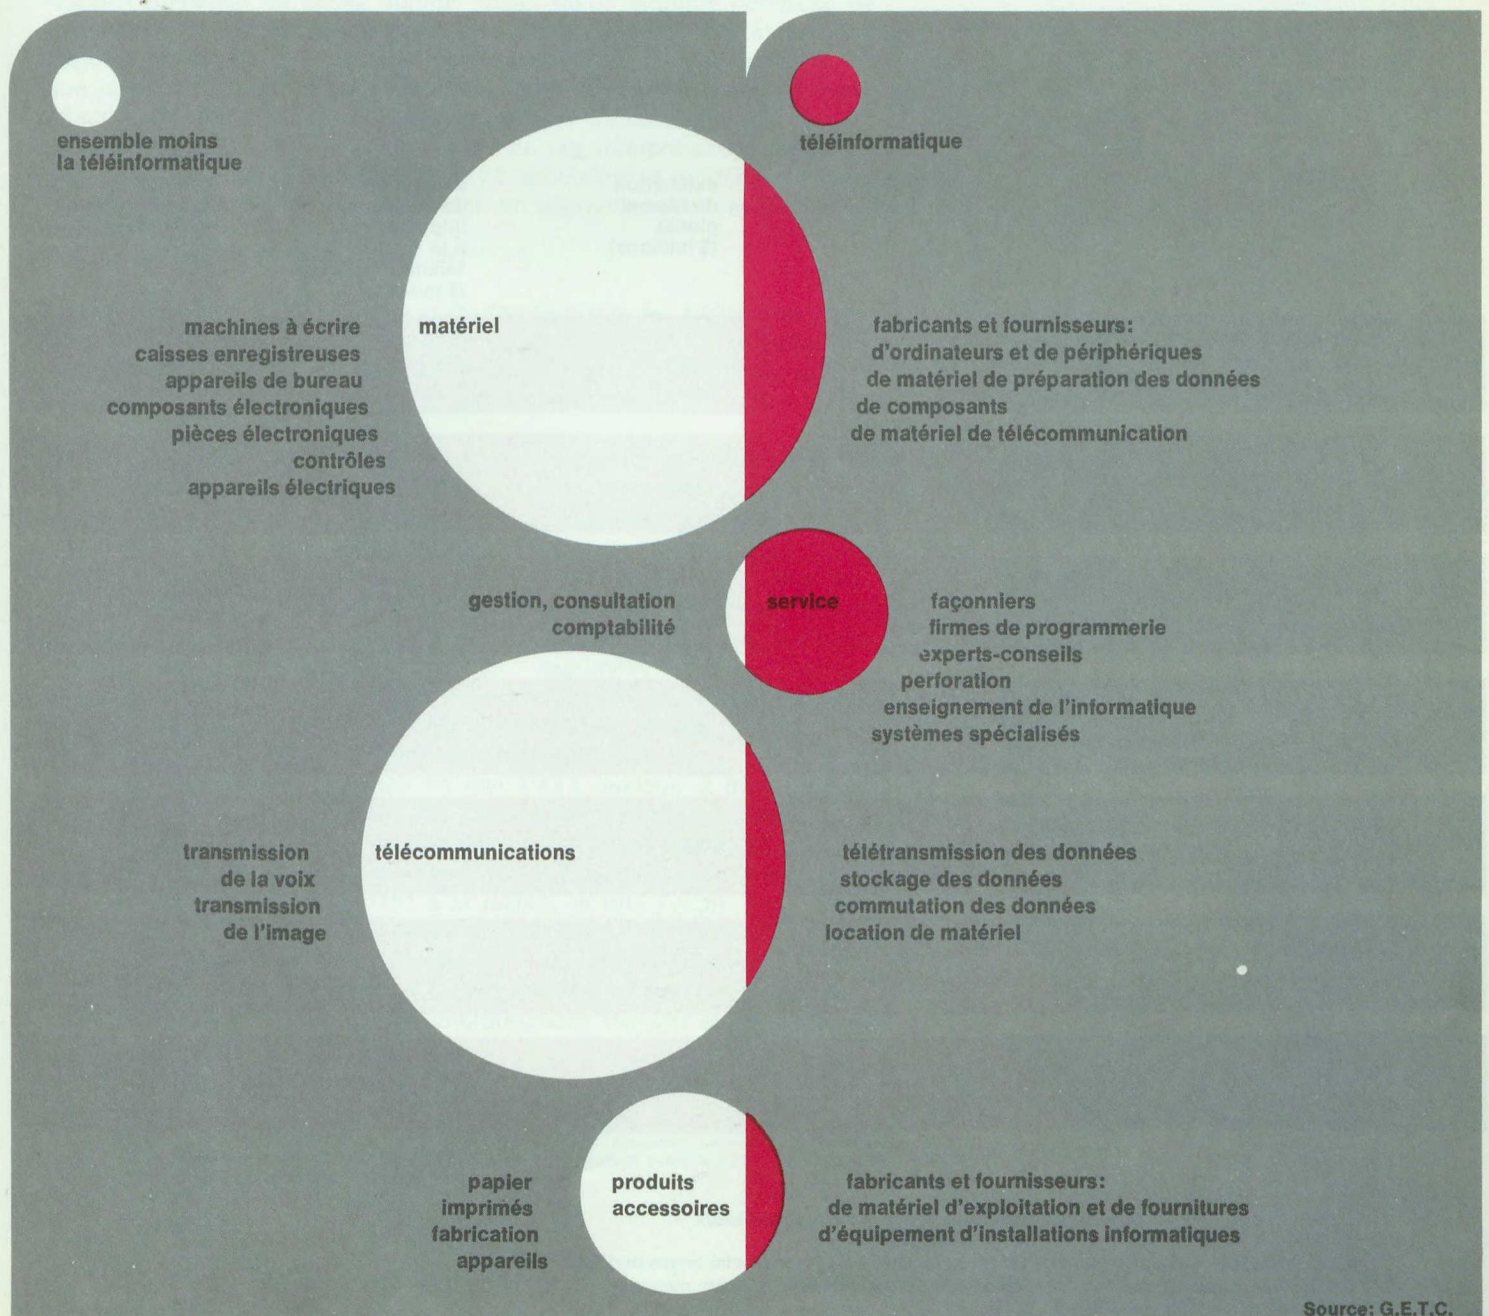 ensemble moins
la téléinformatique
téléinformatique
machines à écrire
caisses enregistreuses
appareils de bureau
composants électroniques
pièces électroniques
contrôles
appareils électriques
matériel
fabricants et fournisseurs:
d'ordinateurs et de périphériques
de matériel de préparation des données
de composants
de matériel de télécommunication
gestion, consultation
comptabilité
service
façonniers
firmes de programmerie
experts-conseils
perforation
enseignement de l'informatique
systèmes spécialisés
transmission
de la voix
transmission
de l'image
télécommunications
télétransmission des données
stockage des données
commutation des données
location de matériel
papier
imprimés
fabrication
appareils
produits
accessoires
fabricants et fournisseurs:
de matériel d'exploitation et de fournitures
d'équipement d'installations informatiques
Source: G.E.T.C.